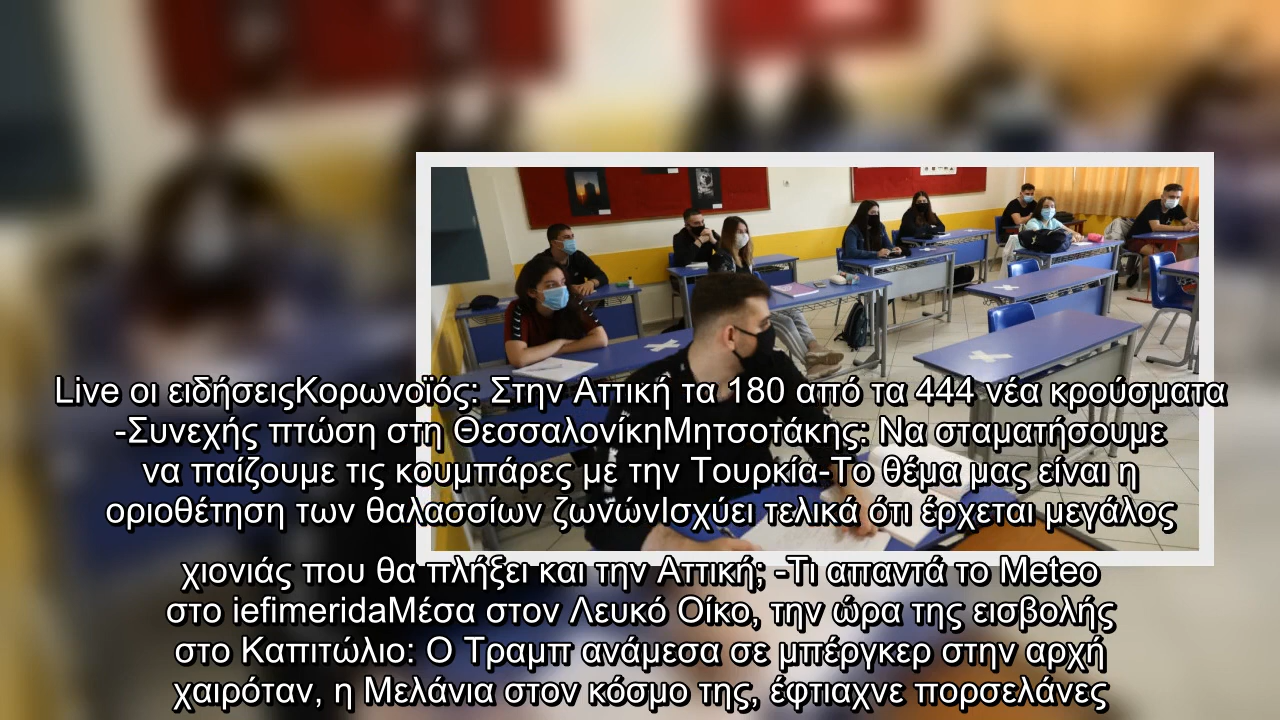 Live οι ειδήσειςΚορωνοϊός: Στην Αττική τα 180 από τα 444 νέα κρούσματα
-Συνεχής πτώση στη ΘεσσαλονίκηΜητσοτάκης: Να σταματήσουμε
να παίζουμε τις κουμπάρες με την Τουρκία-Το θέμα μας είναι η
οριοθέτηση των θαλασσίων ζωνώνΙσχύει τελικά ότι έρχεται μεγάλος
χιονιάς που θα πλήξει και την Αττική; -Τι απαντά το Meteo
στο iefimeridaΜέσα στον Λευκό Οίκο, την ώρα της εισβολής
στο Καπιτώλιο: Ο Τραμπ ανάμεσα σε μπέργκερ στην αρχή
χαιρόταν, η Μελάνια στον κόσμο της, έφτιαχνε πορσελάνες